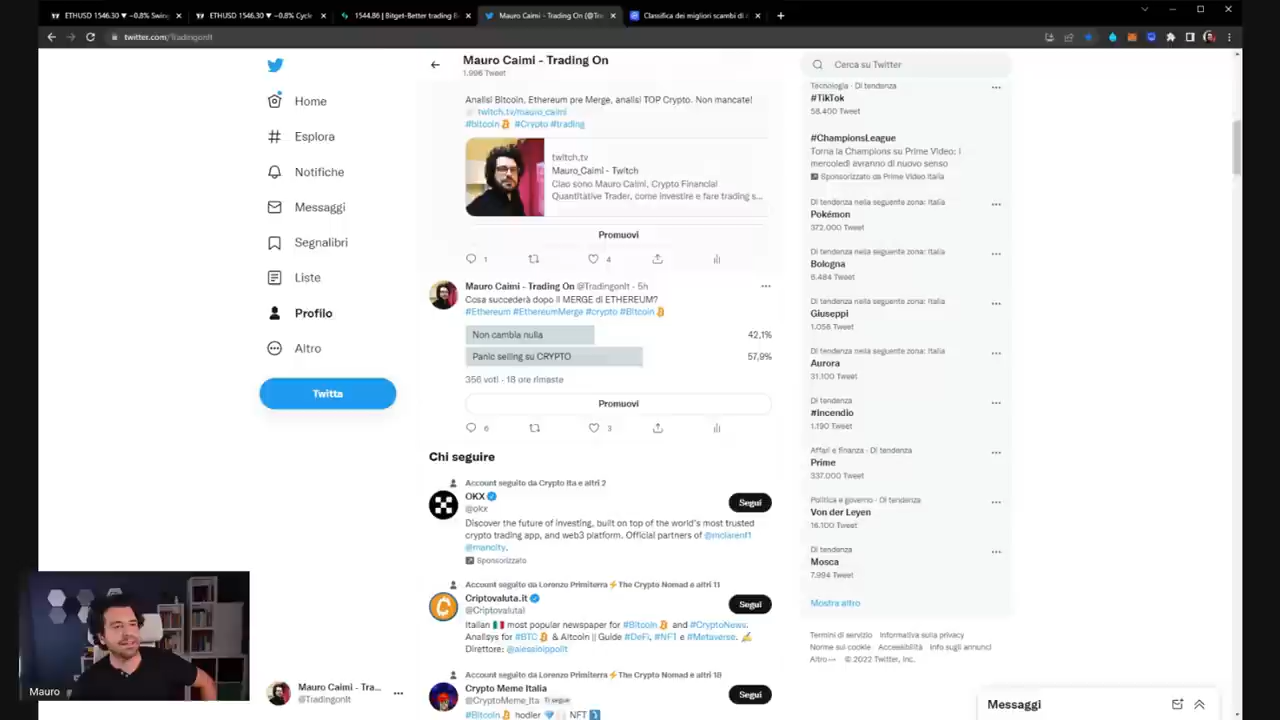 ETHUSD 1546.30 ▼ −0.8% Swing
ETHUSD 1546.30 ▼ −0.8% Cycle
1544.86 | Bitget-Better trading b
Mauro Caimi - Trading On (@Tra
Classifica dei migliori scambi di
twitter.com/TradingonIt
Mauro Caimi - Trading On
1.996 Tweet
Cerca su Twitter
Home
Esplora
Notifiche
Messaggi
Segnalibri
Liste
Profilo
Altro
Twitta
Analisi Bitcoin, Ethereum pre Merge, analisi TOP Crypto. Non mancate!
twitch.tv/mauro_caimi
#bitcoin #Crypto #trading
twitch.tv
Mauro_Caimi - Twitch
Ciao sono Mauro Caimi, Crypto Financial
Quantitative Trader, come investire e fare trading s...
Promuovi
1
4
Mauro Caimi - Trading On @TradingonIt · 5h
Cosa succederà dopo il MERGE di ETHEREUM?
#Ethereum #EthereumMerge #crypto #Bitcoin
Non cambia nulla 42,1%
Panic selling su CRYPTO 57,9%
356 voti · 18 ore rimaste
Promuovi
6
3
Chi seguire
Account seguito da Crypto Ita e altri 2
OKX
@okx
Segui
Discover the future of investing, built on top of the world's most trusted
crypto trading app, and web3 platform. Official partners of @mclarenf1
@mancity.
Sponsorizzato
Account seguito da Lorenzo Primiterra⚡The Crypto Nomad e altri 11
Criptovaluta.it
@Criptovalutai
Segui
Italian 🇮🇹 most popular newspaper for #Bitcoin and #CryptoNews.
Analisys for #BTC & Altcoin || Guide #DeFi, #NFT e #Metaverse. ✍
Direttore: @alessioippolit
Account seguito da Lorenzo Primiterra⚡The Crypto Nomad e altri 18
Crypto Meme Italia
@CryptoMeme_Ita Ti segue
Segui
#Bitcoin hodler 💎 NFT
Tecnologia · Di tendenza
#TikTok
58.400 Tweet
#ChampionsLeague
Torna la Champions su Prime Video: i
mercoledì avranno di nuovo senso
Sponsorizzato da Prime Video Italia
Di tendenza nella seguente zona: Italia
Pokémon
372.000 Tweet
Di tendenza nella seguente zona: Italia
Bologna
6.484 Tweet
Di tendenza nella seguente zona: Italia
Giuseppi
1.056 Tweet
Di tendenza nella seguente zona: Italia
Aurora
31.100 Tweet
Di tendenza
#incendio
1.190 Tweet
Affari e finanza · Di tendenza
Prime
337.000 Tweet
Politica e governo · Di tendenza
Von der Leyen
16.100 Tweet
Di tendenza
Mosca
7.994 Tweet
Mostra altro
Termini di servizio Informativa sulla privacy
Norme sui cookie Accessibilità Info sugli annunci
Altro ··· © 2022 Twitter, Inc.
Mauro
Mauro Caimi - Tra...
@TradingonIt
Messaggi